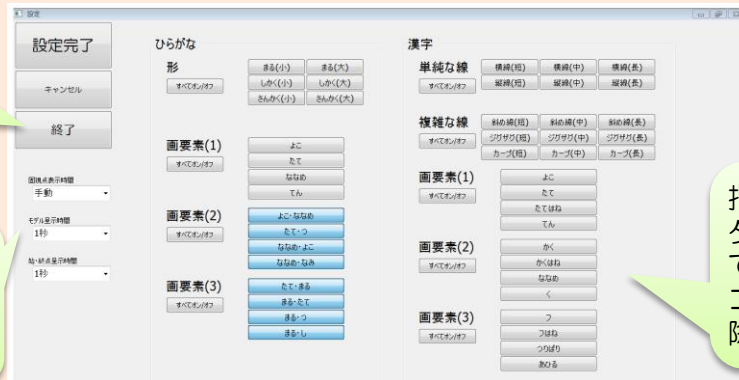 設定
設定完了
キャンセル
終了
固視点表示時間
手動
モデル呈示時間
1秒
始・終点呈示時間
1秒
ひらがな
形
すべてオン/オフ
まる(小) まる(大)
しかく(小) しかく(大)
さんかく(小) さんかく(大)
画要素(1)
すべてオン/オフ
よこ
たて
ななめ
てん
画要素(2)
すべてオン/オフ
よこ・ななめ
たて・つ
ななめ・よこ
ななめ・なみ
画要素(3)
すべてオン/オフ
たて・まる
まる・たて
まる・つ
まる・し
漢字
単純な線
すべてオン/オフ
横線(短) 横線(中) 横線(長)
縦線(短) 縦線(中) 縦線(長)
複雑な線
すべてオン/オフ
斜め線(短) 斜め線(中) 斜め線(長)
ジグザグ(短) ジグザグ(中) ジグザグ(長)
カーブ(短) カーブ(中) カーブ(長)
画要素(1)
すべてオン/オフ
よこ
たて
たてはね
てん
画要素(2)
すべてオン/オフ
かく
かくはね
ななめ
く
画要素(3)
すべてオン/オフ
フ
フはね
つりばり
あひる